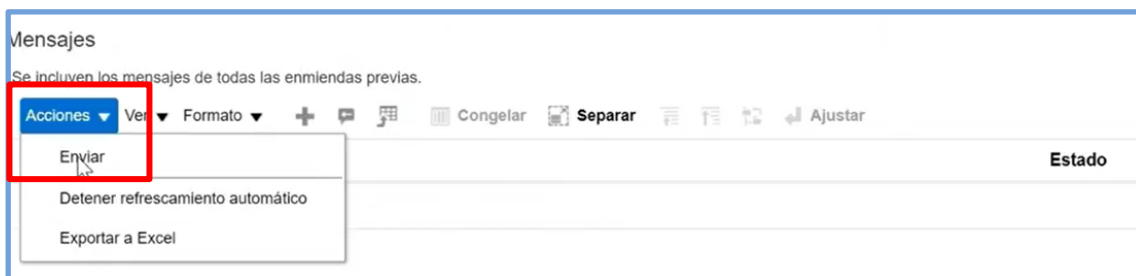 Mensajes
Se incluyen los mensajes de todas las enmiendas previas.
Acciones Ver Formato Congelar Separar Ajustar
Enviar
Estado
Detener refrescamiento automático
Exportar a Excel